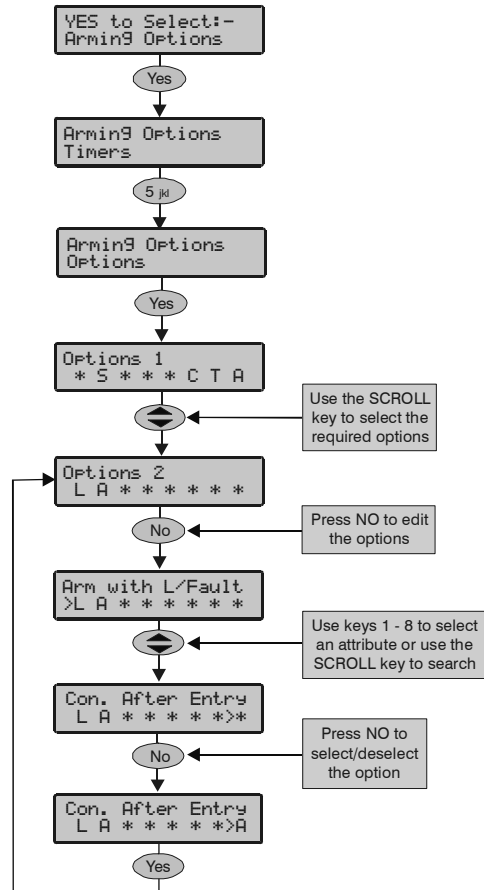 YES to Select:-
Arming Options
Yes
Arming Options
Timers
5 jkl
Arming Options
Options
Yes
Options 1
* S * * * C T A
Use the SCROLL
key to select the
required options
Options 2
L A * * * * * *
No
Press NO to edit
the options
Arm with L/Fault
>L A * * * * * *
Use keys 1 - 8 to select
an attribute or use the
SCROLL key to search
Con. After Entry
L A * * * * *>*
No
Press NO to
select/deselect
the option
Con. After Entry
L A * * * * *>A
Yes